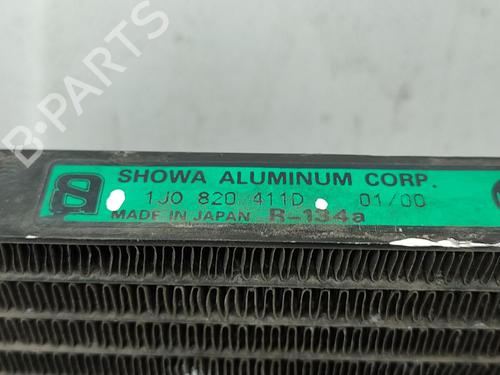 B-PARTS
SHOWA ALUMINUM CORP.
1J0 820 411D 01/00
MADE IN JAPAN R-134a